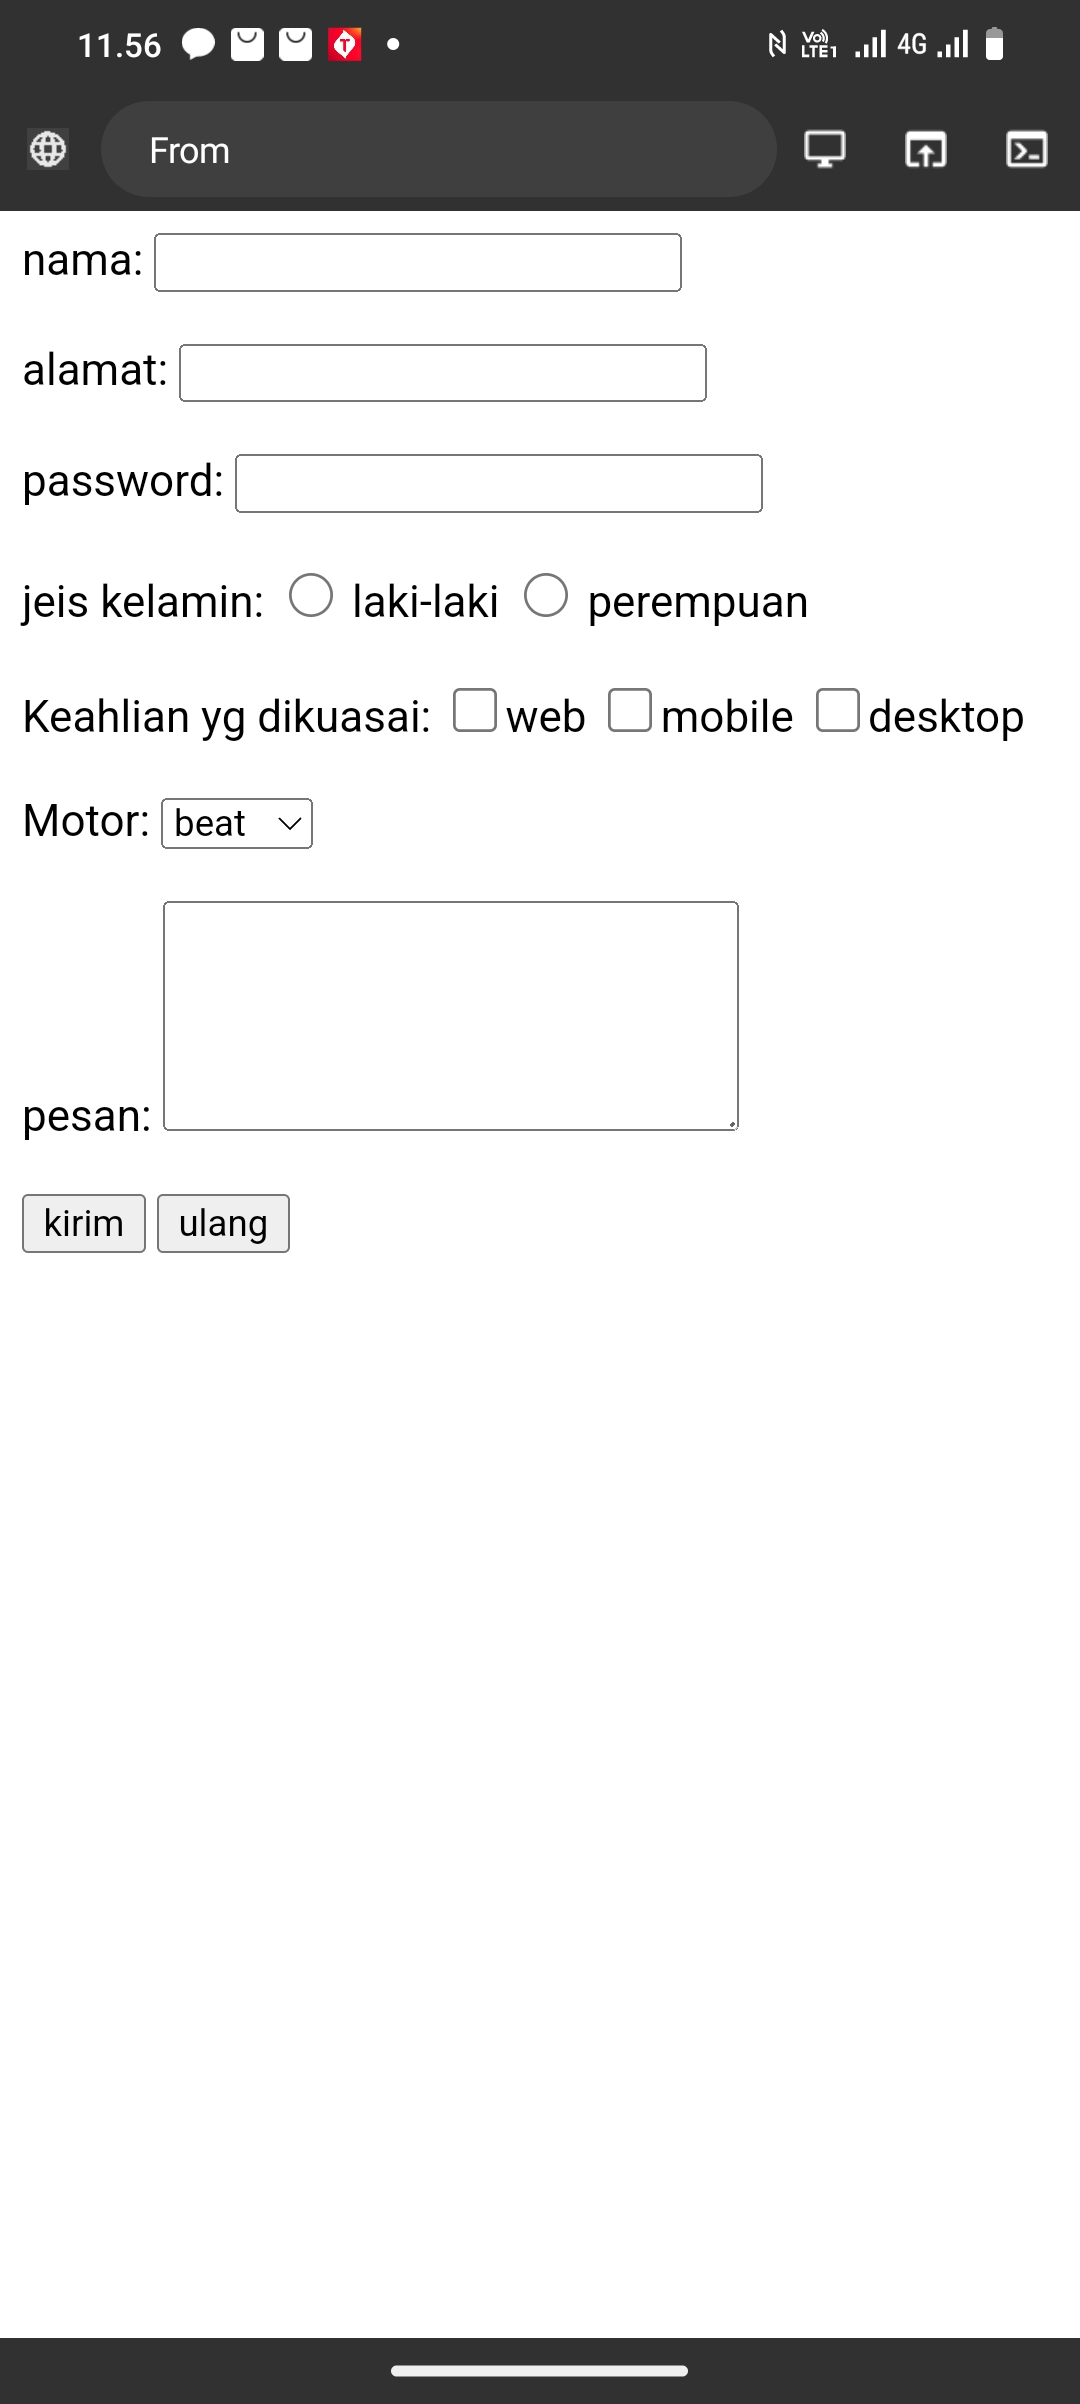 11.56 Vo)) LTE1 4G
From
nama:
alamat:
password:
jeis kelamin: laki-laki perempuan
Keahlian yg dikuasai: web mobile desktop
Motor: beat
pesan:
kirim ulang